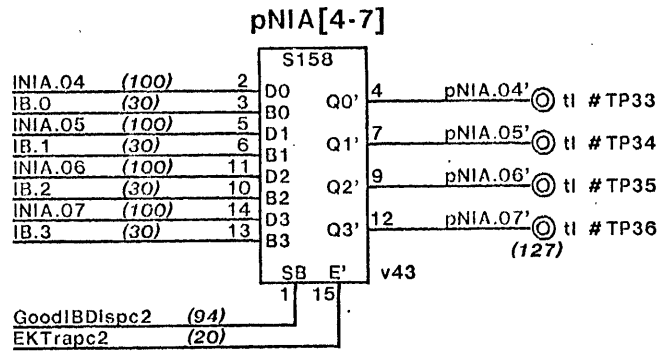 pNIA[4-7]
S158
INIA.04 (100) 2 D0
IB.0 (30) 3 B0
INIA.05 (100) 5 D1
IB.1 (30) 6 B1
INIA.06 (100) 11 D2
IB.2 (30) 10 B2
INIA.07 (100) 14 D3
IB.3 (30) 13 B3
Q0' 4 pNIA.04' tl #TP33
Q1' 7 pNIA.05' tl #TP34
Q2' 9 pNIA.06' tl #TP35
Q3' 12 pNIA.07' tl #TP36
(127)
SB E' v43
1 15
GoodIBDispc2 (94)
EKTrapc2 (20)